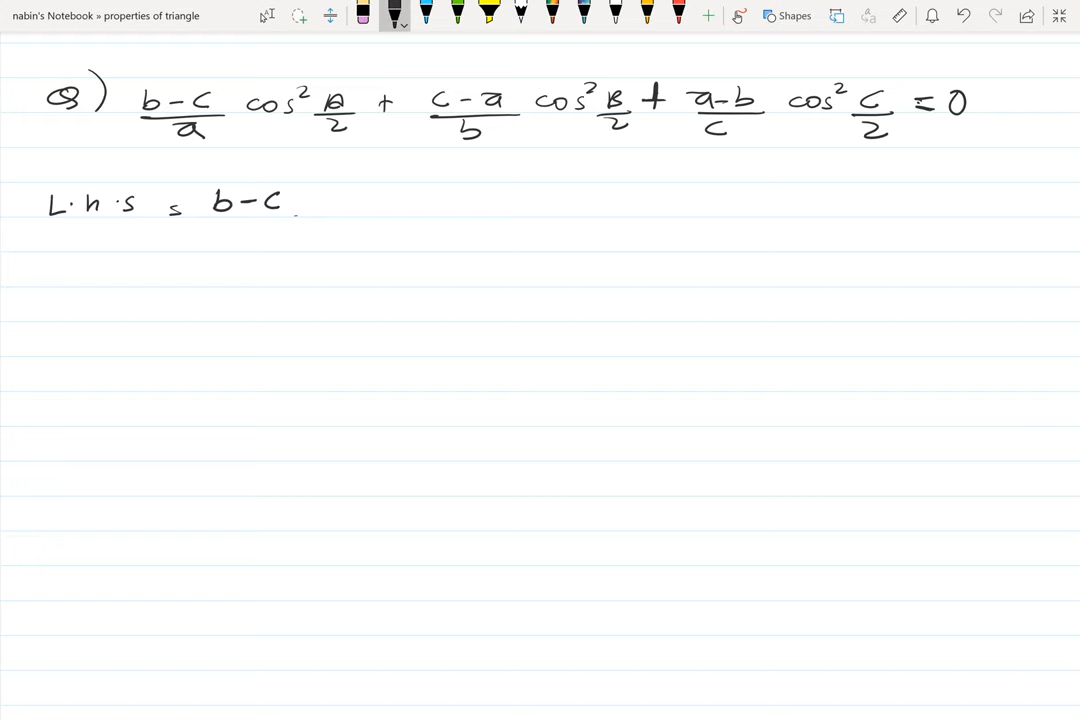 nabin's Notebook » properties of triangle
Shapes
Q) (b-c)/a cos² A/2 + (c-a)/b cos² B/2 + (a-b)/c cos² C/2 = 0
L.h.s = b-c